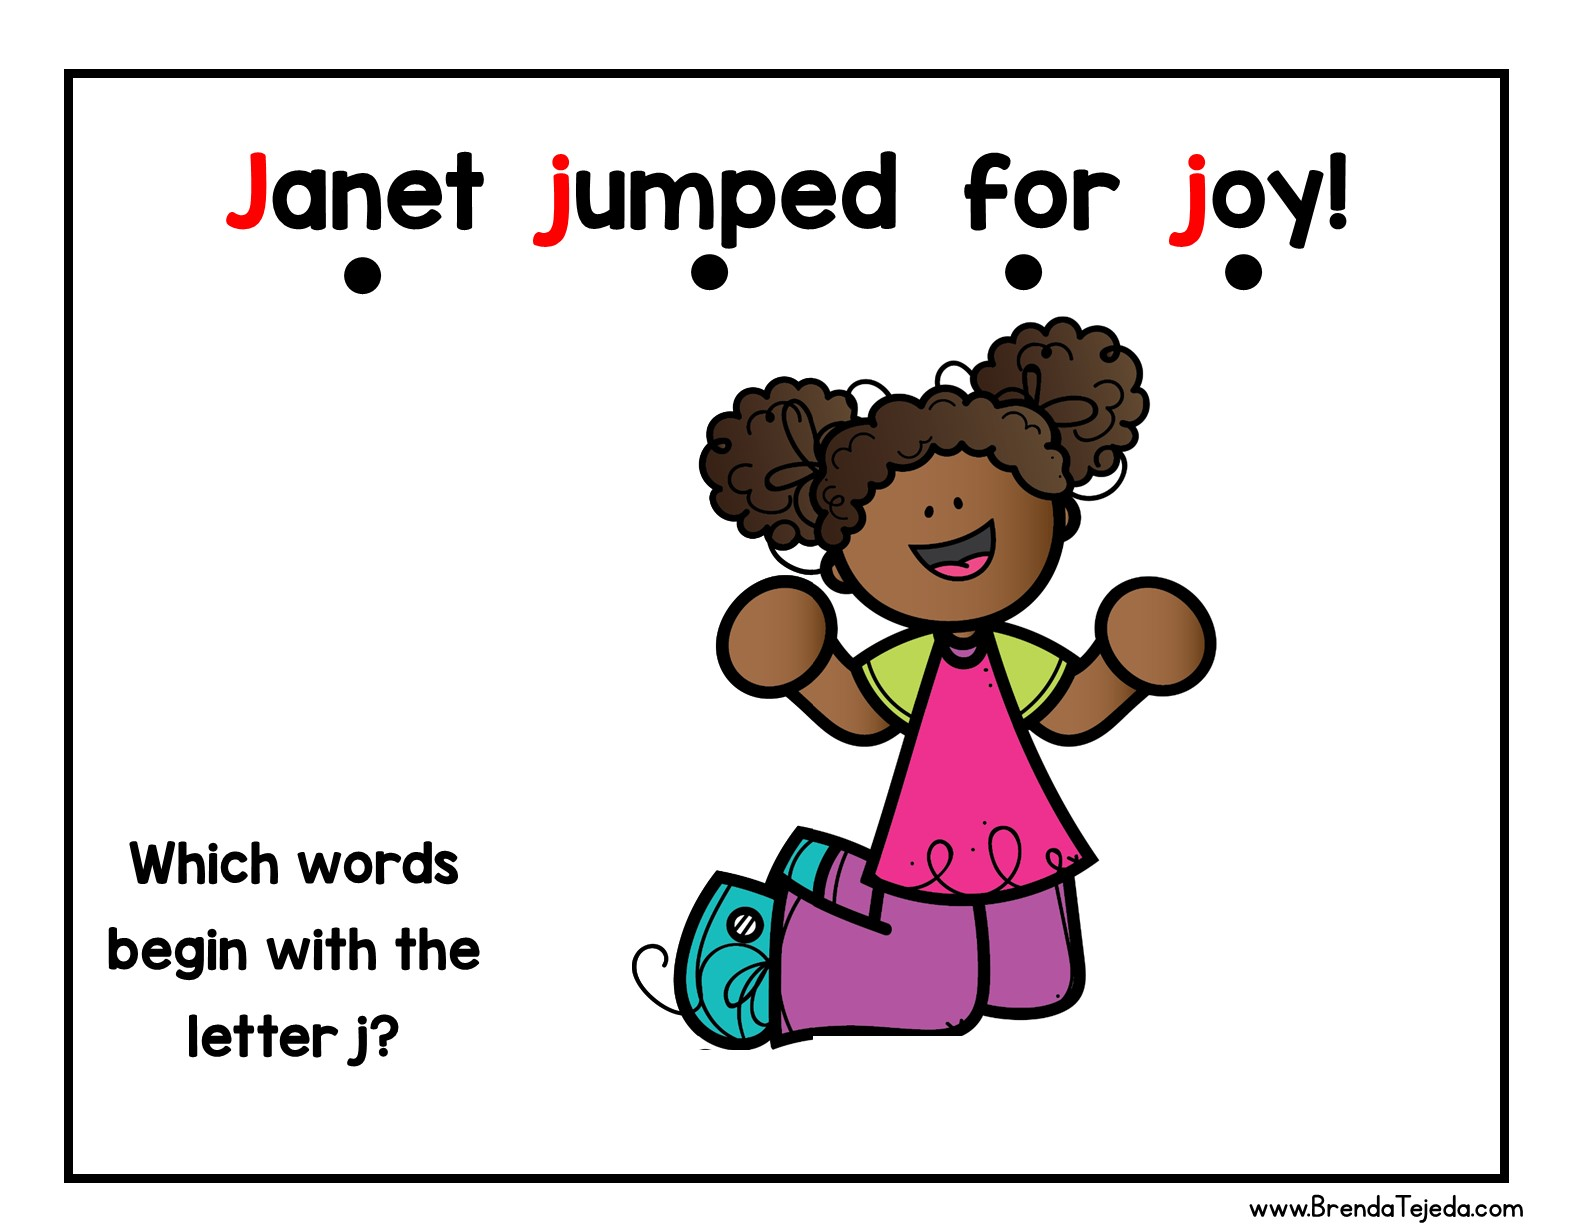 Janet jumped for joy!
Which words
begin with the
letter j?
www.BrendaTejeda.com